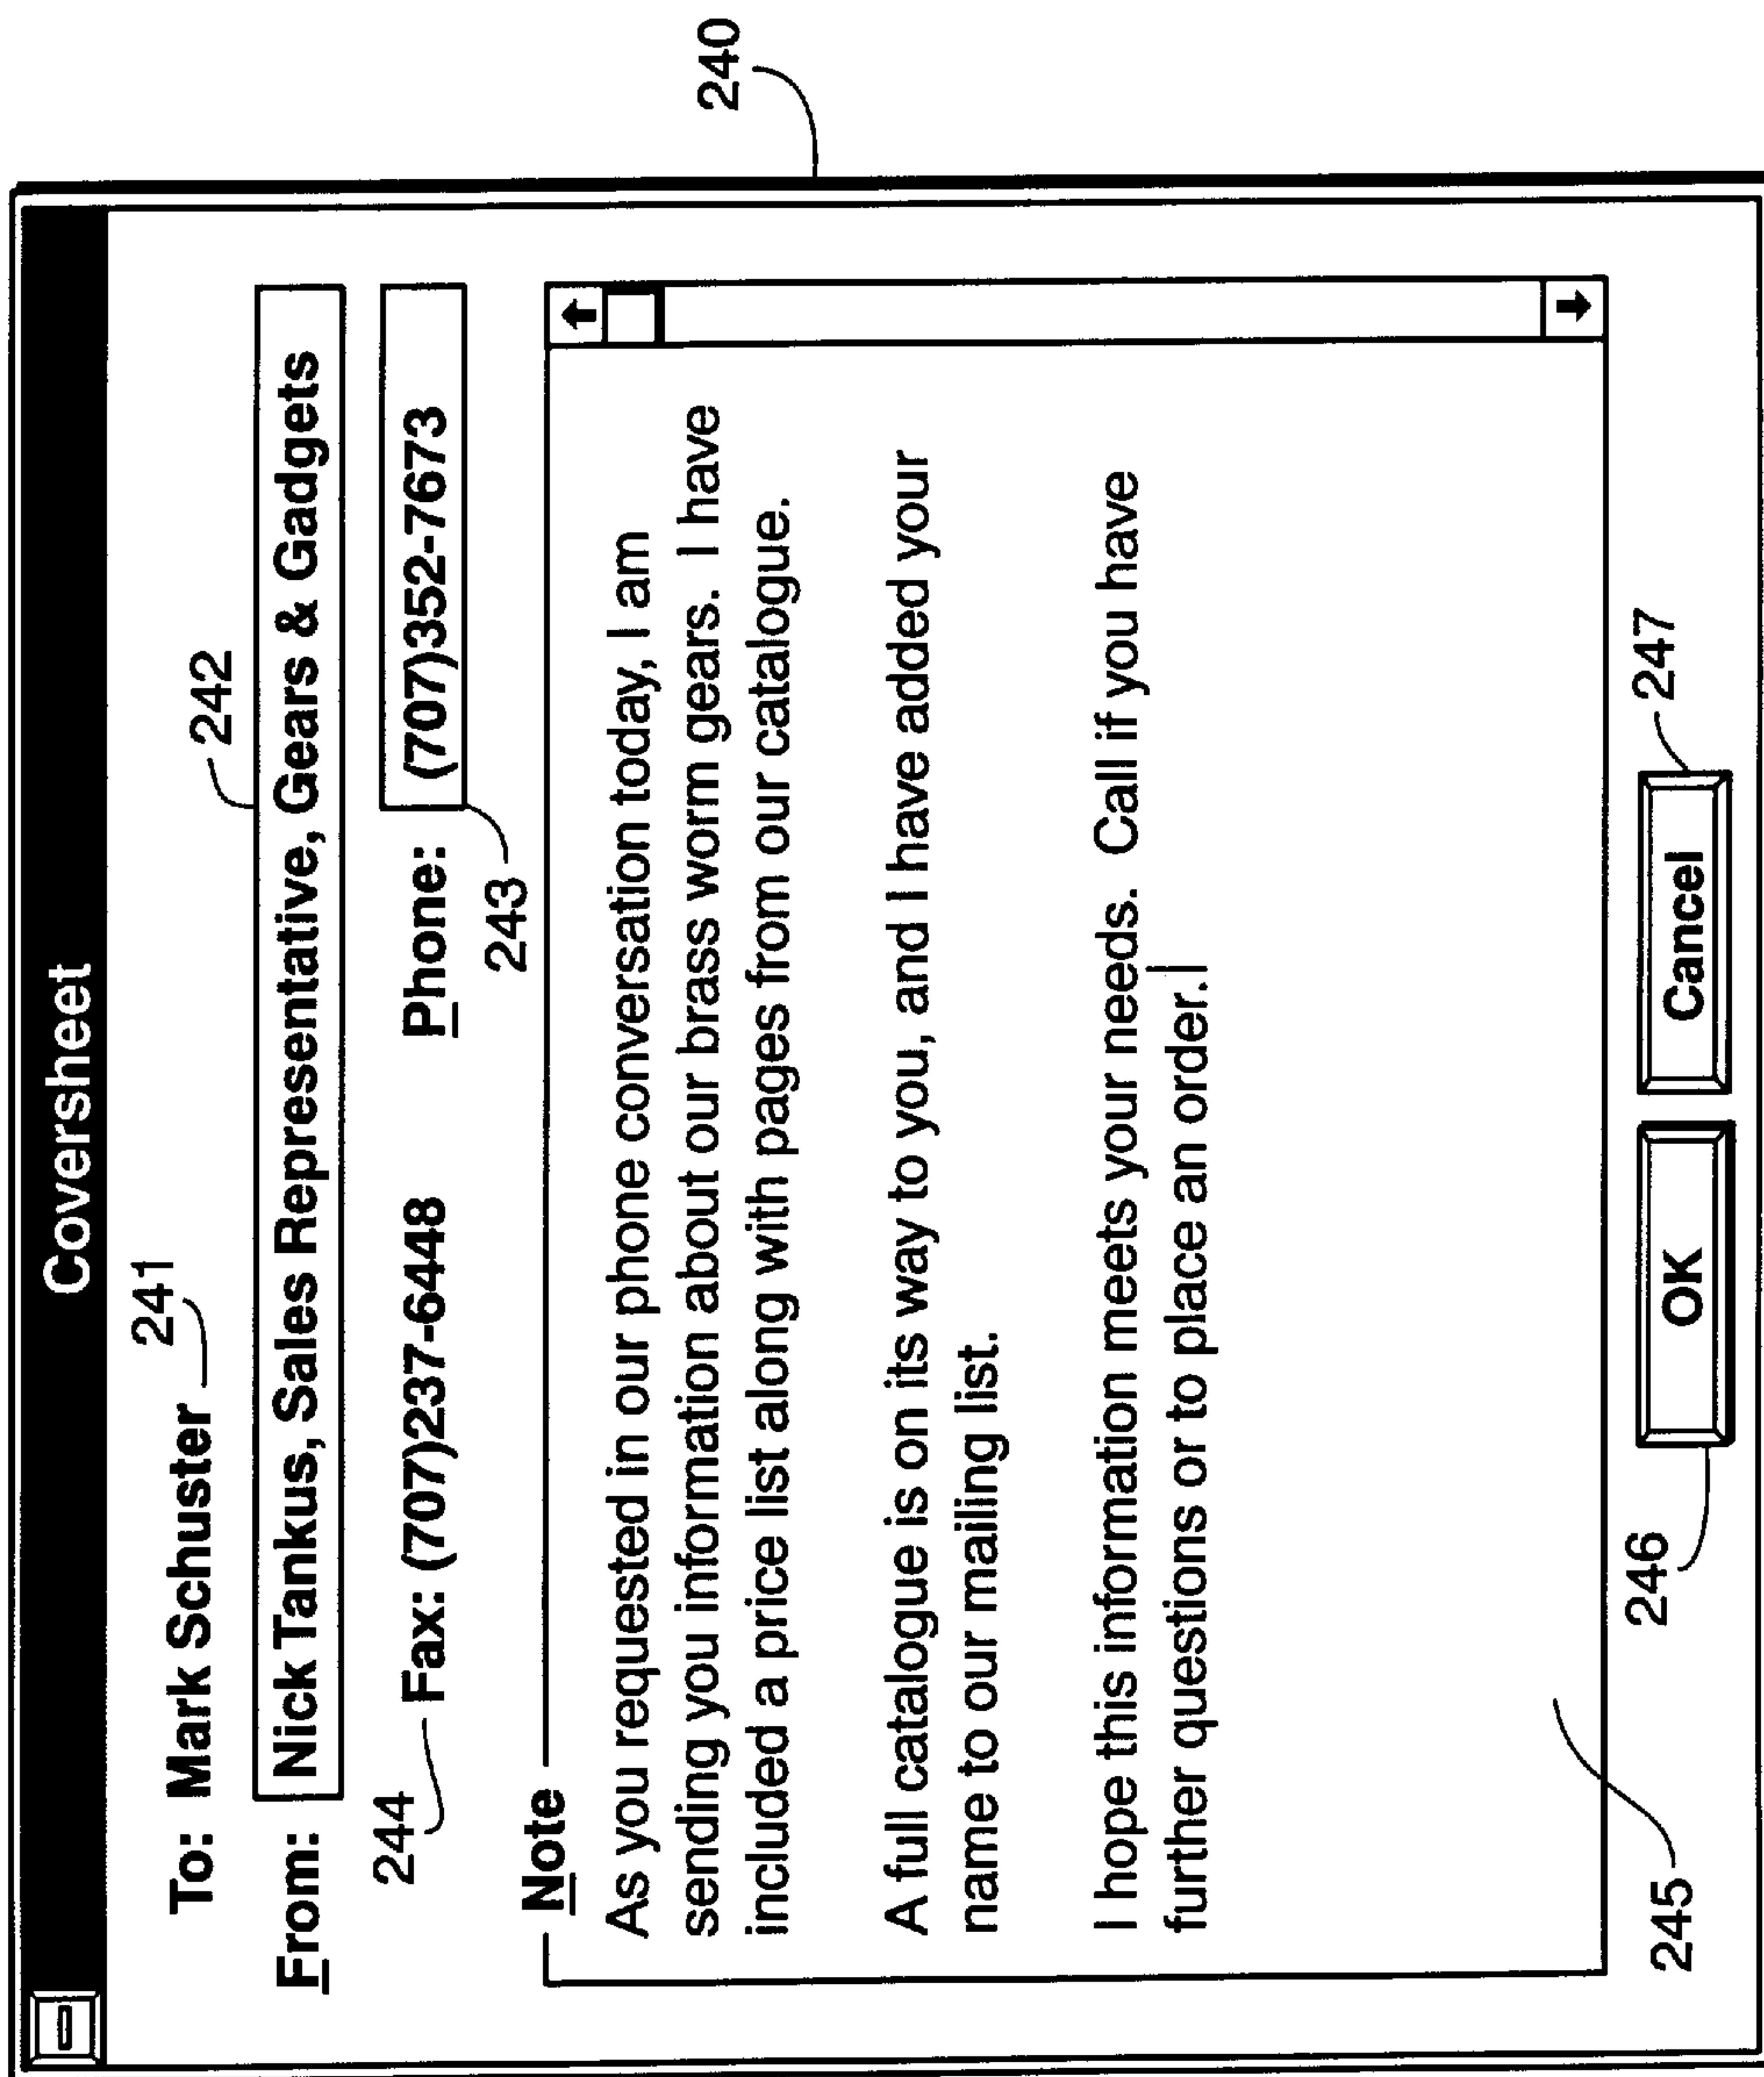 240
Coversheet
To: Mark Schuster 241
242
From: Nick Tankus, Sales Representative, Gears & Gadgets
244 Fax: (707)237-6448 Phone: (707)352-7673
243
Note
As you requested in our phone conversation today, I am
sending you information about our brass worm gears. I have
included a price list along with pages from our catalogue.
A full catalogue is on its way to you, and I have added your
name to our mailing list.
I hope this information meets your needs. Call if you have
further questions or to place an order.
OK Cancel
245 246 247